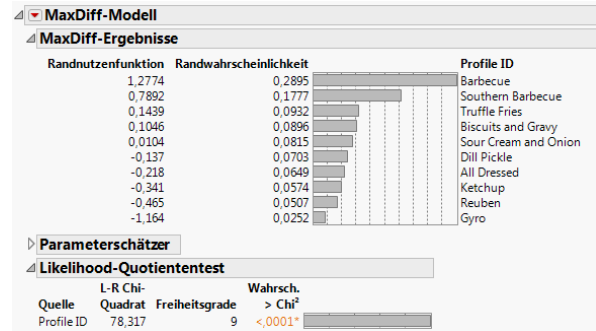 MaxDiff-Modell
MaxDiff-Ergebnisse
Randnutzenfunktion Randwahrscheinlichkeit Profile ID
1,2774 0,2895 Barbecue
0,7892 0,1777 Southern Barbecue
0,1439 0,0932 Truffle Fries
0,1046 0,0896 Biscuits and Gravy
0,0104 0,0815 Sour Cream and Onion
-0,137 0,0703 Dill Pickle
-0,218 0,0649 All Dressed
-0,341 0,0574 Ketchup
-0,465 0,0507 Reuben
-1,164 0,0252 Gyro
Parameterschätzer
Likelihood-Quotiententest
L-R Chi- Wahrsch.
Quelle Quadrat Freiheitsgrade > Chi²
Profile ID 78,317 9 <,0001*